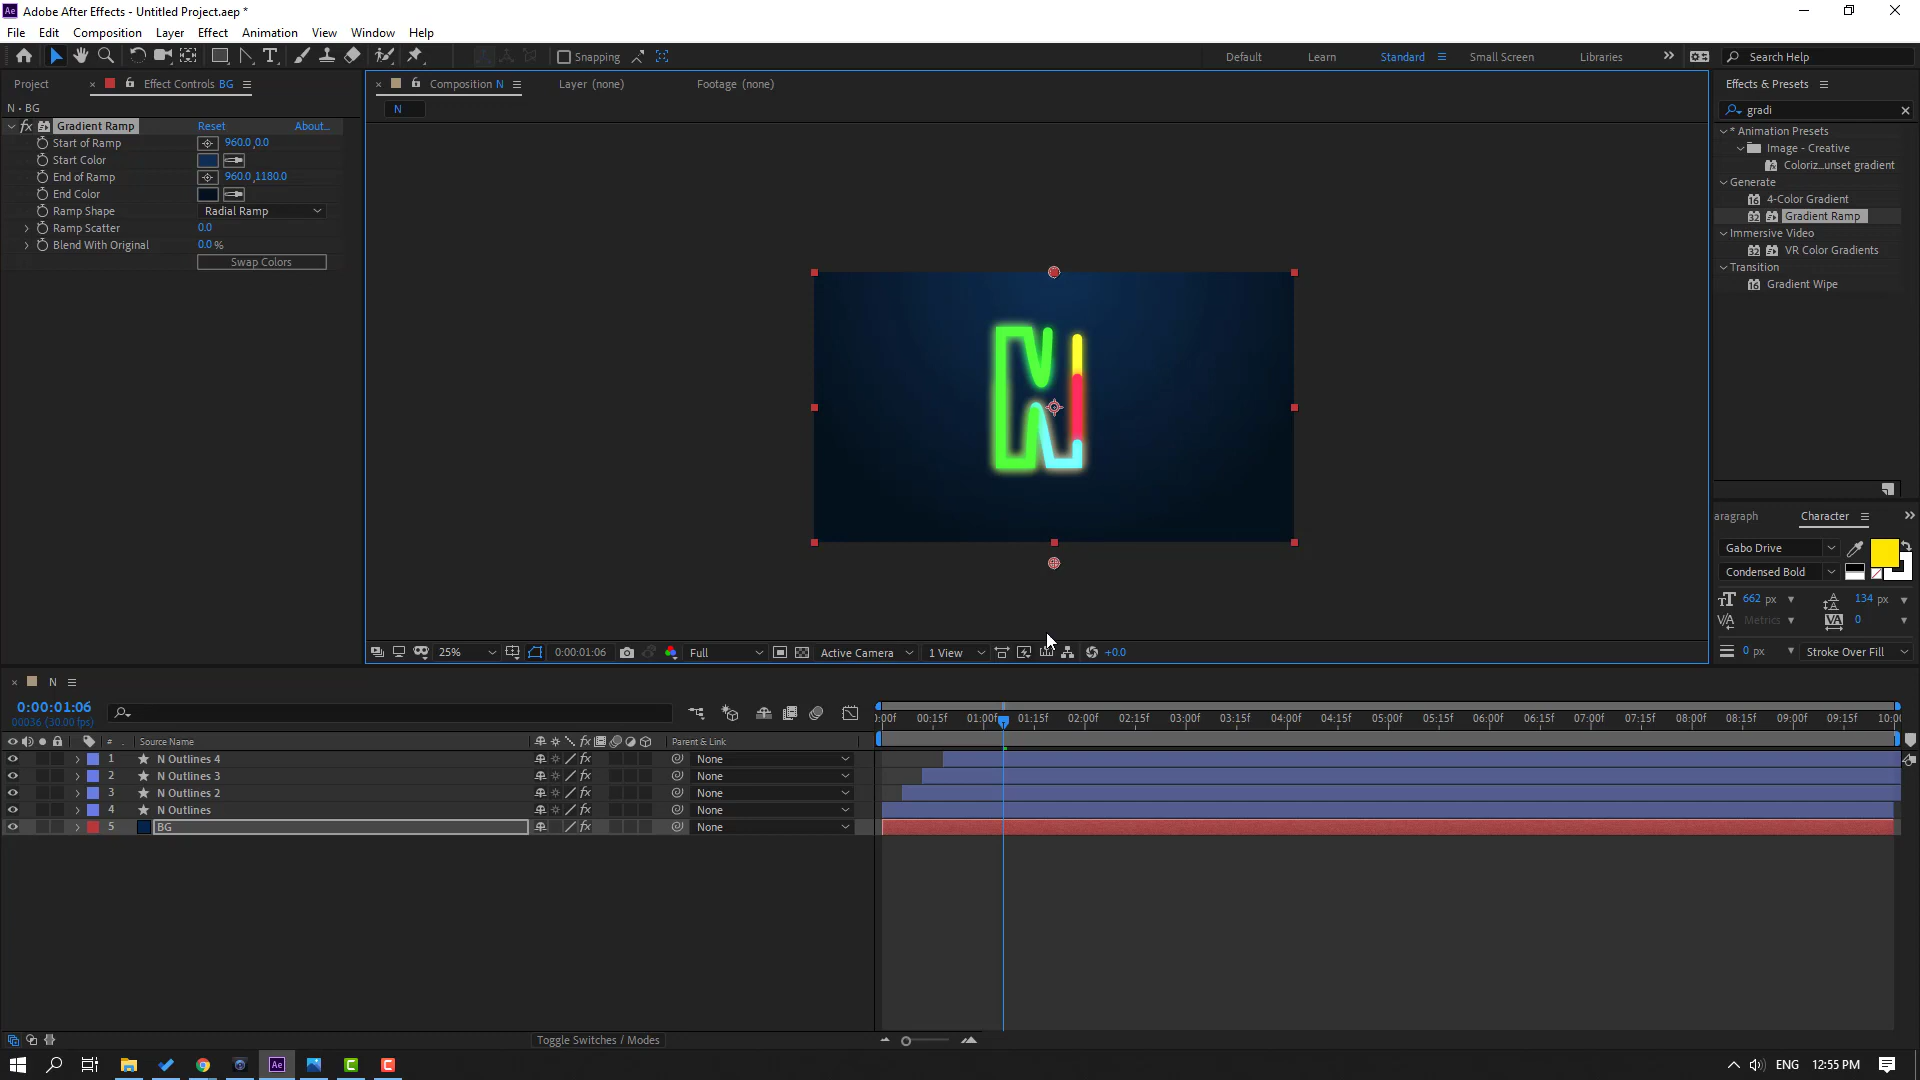 Adobe After Effects - Untitled Project.aep *
File Edit Composition Layer Effect Animation View Window Help
Snapping Default Learn Standard Small Screen Libraries Search Help
Project Effect Controls BG Composition N Layer (none) Footage (none) Effects & Presets
N • BG
N
gradi
Gradient Ramp Reset About...
Start of Ramp 960.0,0.0
Start Color
End of Ramp 960.0,1180.0
End Color
Ramp Shape Radial Ramp
Ramp Scatter 0.0
Blend With Original 0.0 %
Swap Colors
* Animation Presets
Image - Creative
Coloriz...unset gradient
Generate
4-Color Gradient
Gradient Ramp
Immersive Video
VR Color Gradients
Transition
Gradient Wipe
N
aragraph Character
Gabo Drive
Condensed Bold
662 px 134 px
Metrics 0
0 px Stroke Over Fill
25% 0:00:01:06 Full Active Camera 1 View +0.0
N
0:00:01:06
00036 (30.00 fps)
:00f 00:15f 01:00f 01:15f 02:00f 02:15f 03:00f 03:15f 04:00f 04:15f 05:00f 05:15f 06:00f 06:15f 07:00f 07:15f 08:00f 08:15f 09:00f 09:15f 10:0
# Source Name Parent & Link
1 N Outlines 4 None
2 N Outlines 3 None
3 N Outlines 2 None
4 N Outlines None
5 BG None
Toggle Switches / Modes
Ae ENG 12:55 PM